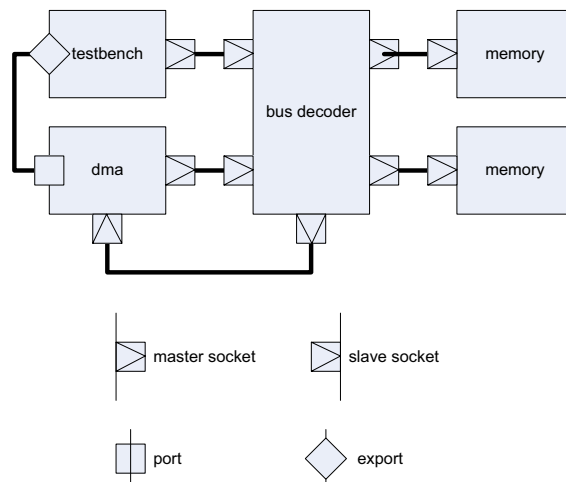 testbench
memory
bus decoder
dma
memory
master socket
slave socket
port
export